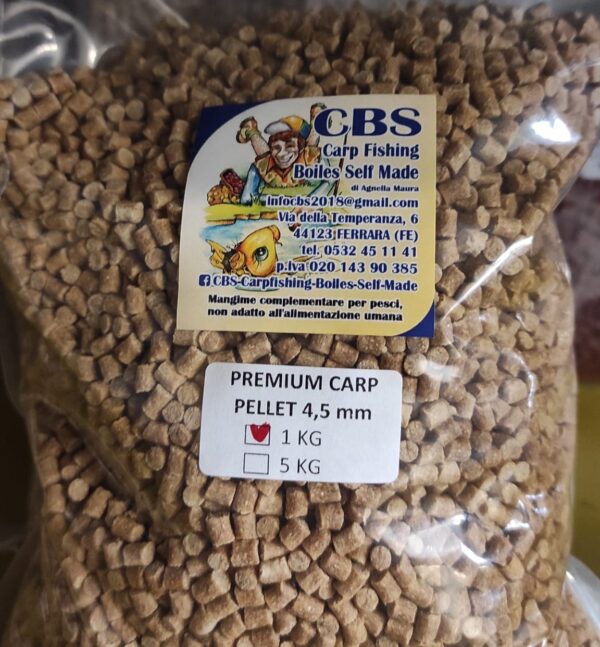 CBS
Carp Fishing
Boiles Self Made
di Agnella Maura
infocbs2018@gmail.com
Via della Temperanza, 6
44123 FERRARA (FE)
tel. 0532 45 11 41
p.iva 020 143 90 385
CBS-Carpfishing-Boiles-Self-Made
Mangime complementare per pesci,
non adatto all'alimentazione umana
PREMIUM CARP
PELLET 4,5 mm
1 KG
5 KG